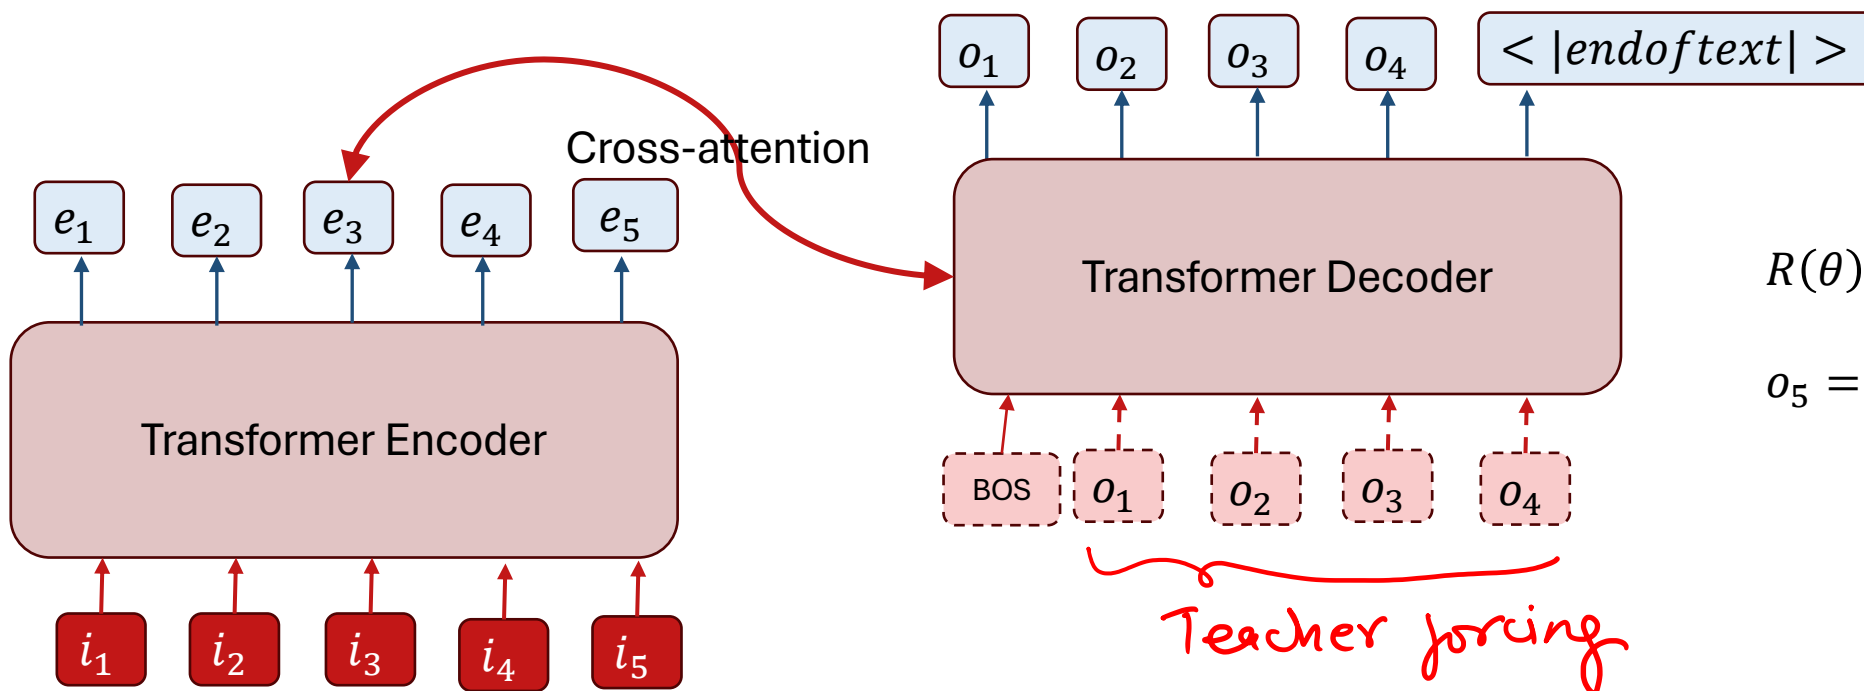 o₁ o₂ o₃ o₄ < |endoftext| >
Cross-attention
e₁ e₂ e₃ e₄ e₅
Transformer Decoder
R(θ)
o₅ =
Transformer Encoder
BOS o₁ o₂ o₃ o₄
i₁ i₂ i₃ i₄ i₅
Teacher forcing